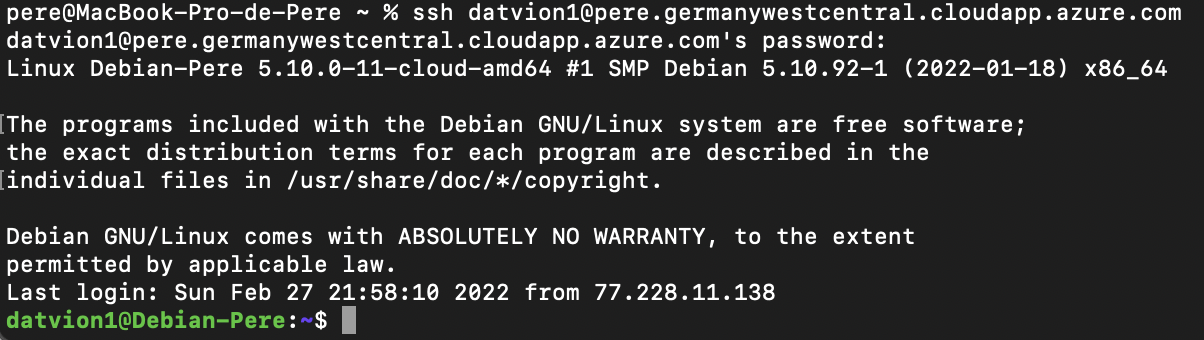 pere@MacBook-Pro-de-Pere ~ % ssh datvion1@pere.germanywestcentral.cloudapp.azure.com
datvion1@pere.germanywestcentral.cloudapp.azure.com's password:
Linux Debian-Pere 5.10.0-11-cloud-amd64 #1 SMP Debian 5.10.92-1 (2022-01-18) x86_64

[The programs included with the Debian GNU/Linux system are free software;
the exact distribution terms for each program are described in the
[individual files in /usr/share/doc/*/copyright.

Debian GNU/Linux comes with ABSOLUTELY NO WARRANTY, to the extent
permitted by applicable law.
Last login: Sun Feb 27 21:58:10 2022 from 77.228.11.138
datvion1@Debian-Pere:~$